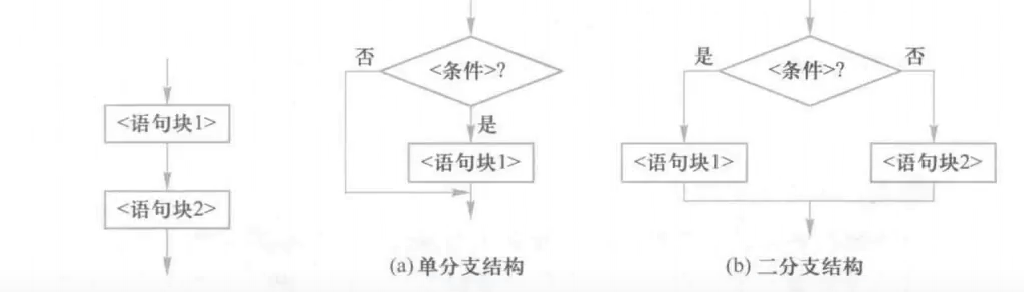 <语句块1>
<语句块2>
否
<条件>?
是
<语句块1>
(a) 单分支结构
是
<条件>?
否
<语句块1>
<语句块2>
(b) 二分支结构